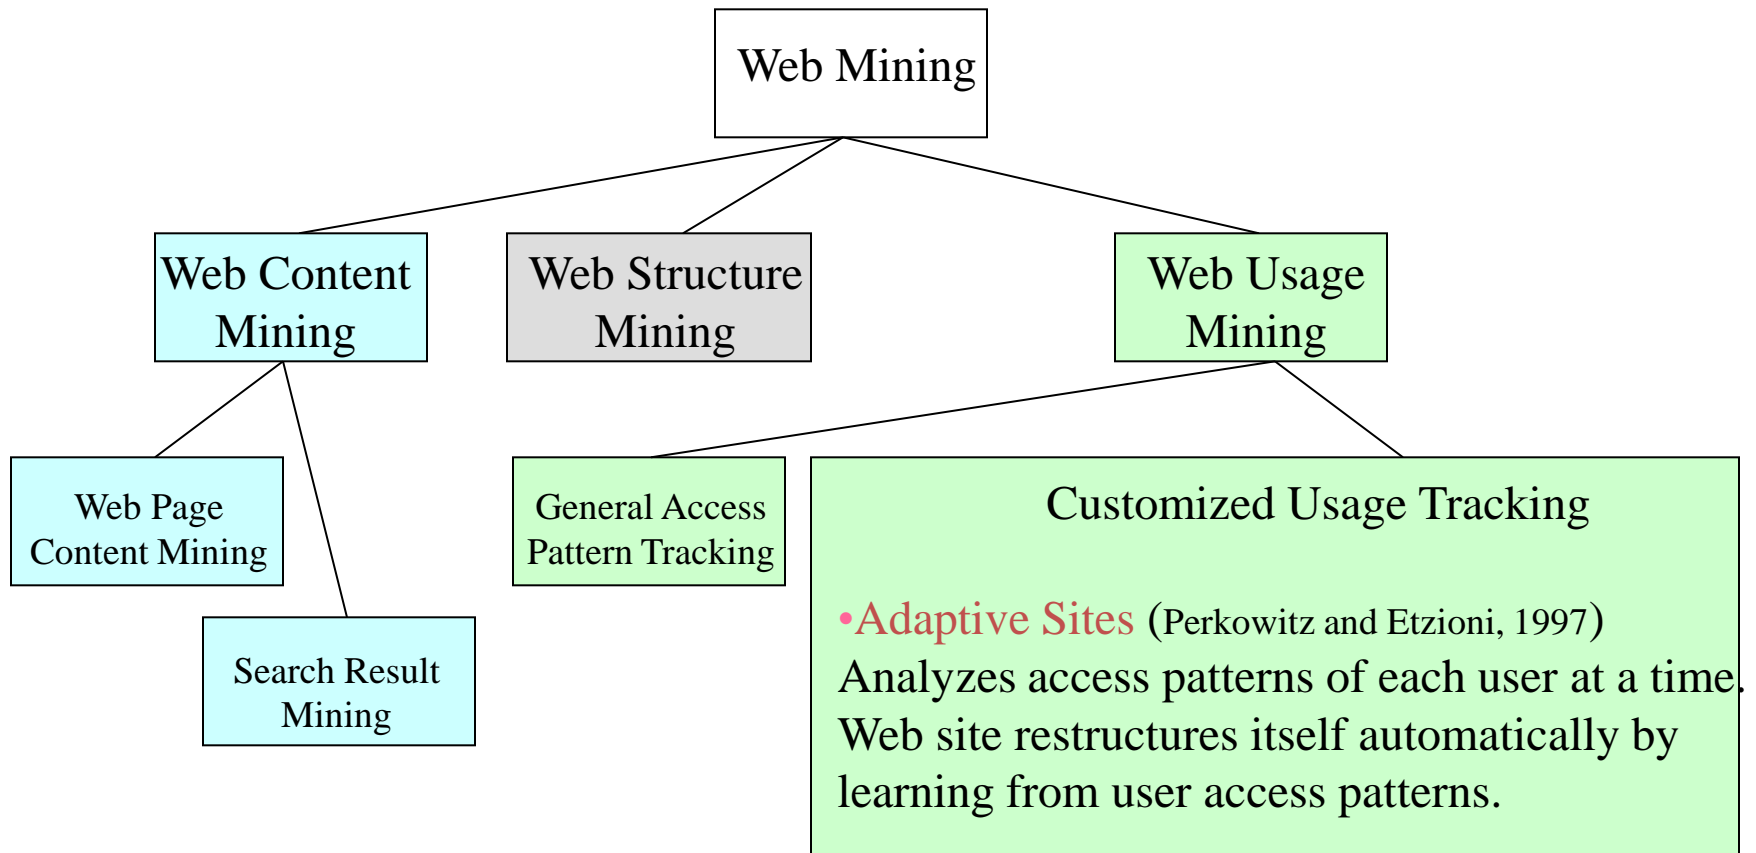 Web Mining
Web Content
Mining
Web Structure
Mining
Web Usage
Mining
Web Page
Content Mining
Search Result
Mining
General Access
Pattern Tracking
Customized Usage Tracking
•Adaptive Sites (Perkowitz and Etzioni, 1997)
Analyzes access patterns of each user at a time.
Web site restructures itself automatically by
learning from user access patterns.